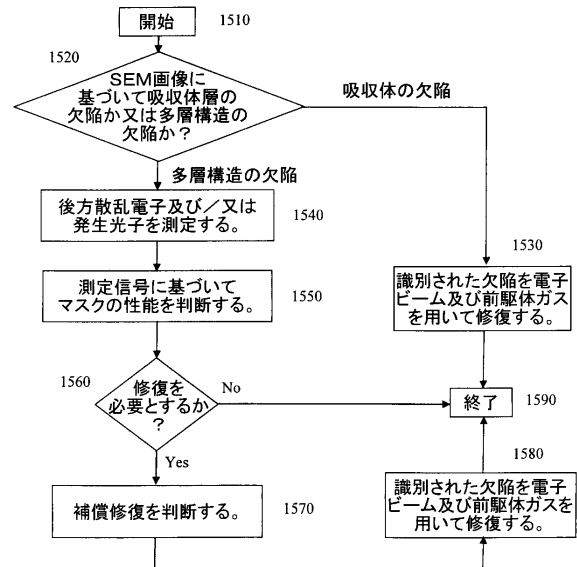 開始
1510
1520
SEM画像に
基づいて吸収体層の
欠陥か又は多層構造の
欠陥か？
吸収体の欠陥
多層構造の欠陥
後方散乱電子及び／又は
発生光子を測定する。
1540
1530
識別された欠陥を電子
ビーム及び前駆体ガス
を用いて修復する。
測定信号に基づいて
マスクの性能を判断する。
1550
1560
修復を
必要とするか
？
No
終了
1590
Yes
1580
補償修復を判断する。
1570
識別された欠陥を電子
ビーム及び前駆体ガスを
用いて修復する。